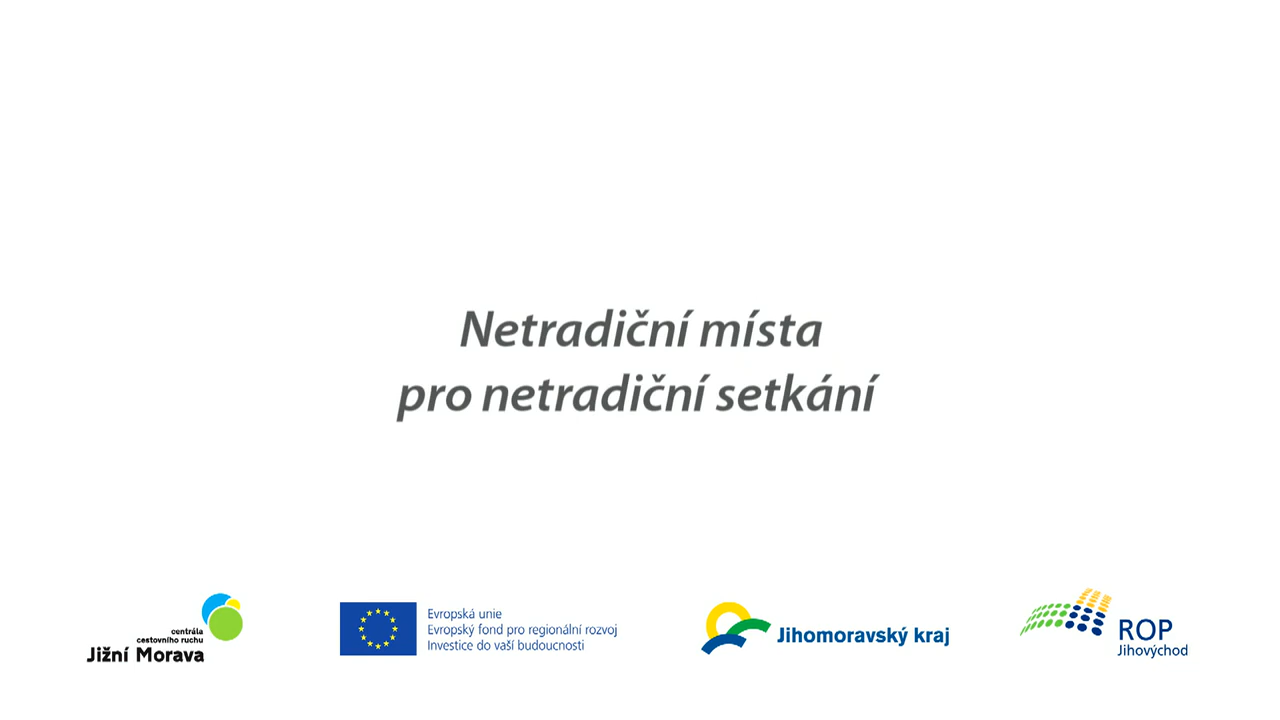 Netradiční místa
pro netradiční setkání
centrála
cestovního ruchu
Jižní Morava
Evropská unie
Evropský fond pro regionální rozvoj
Investice do vaší budoucnosti
Jihomoravský kraj
ROP
Jihovýchod